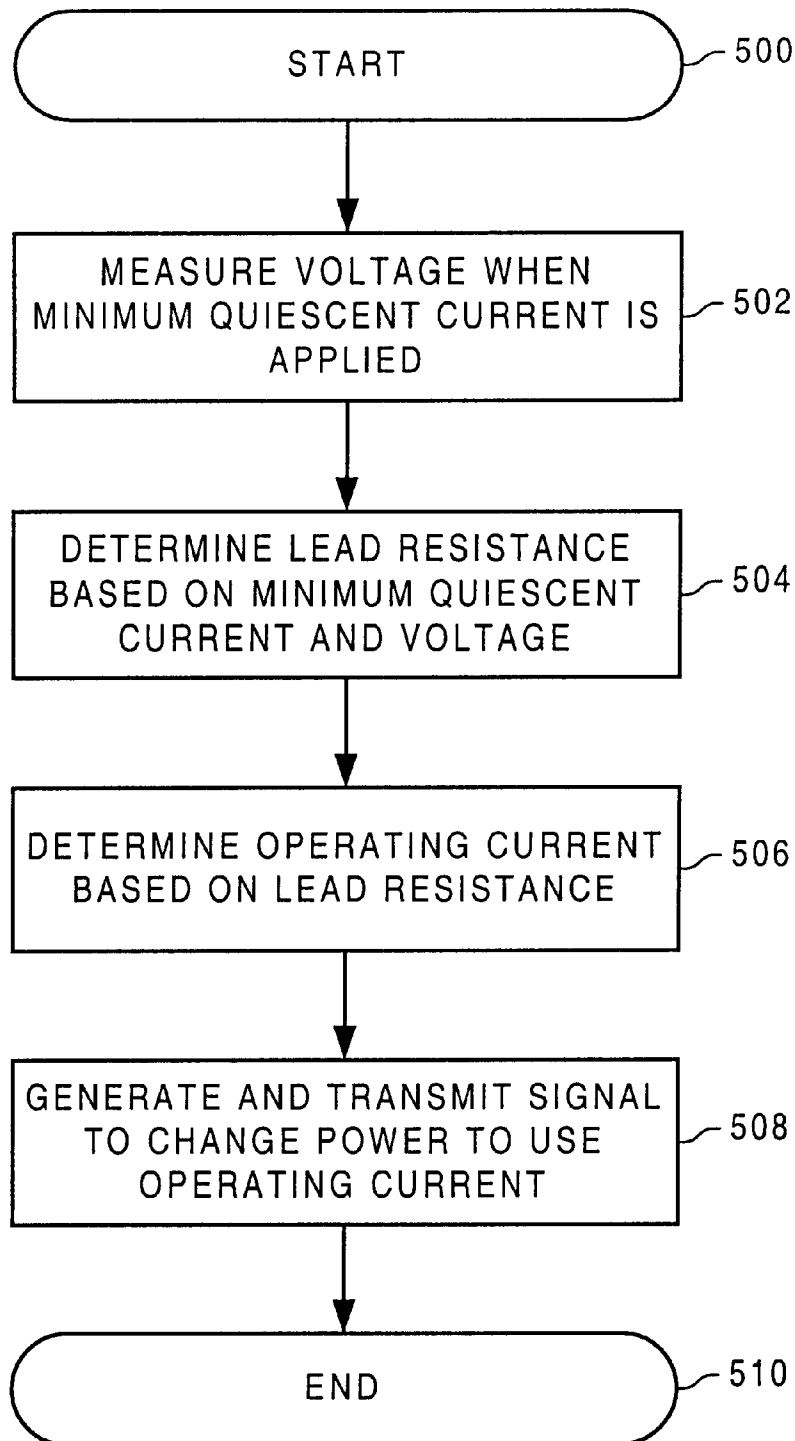 START
500
MEASURE VOLTAGE WHEN
MINIMUM QUIESCENT CURRENT IS
APPLIED
502
DETERMINE LEAD RESISTANCE
BASED ON MINIMUM QUIESCENT
CURRENT AND VOLTAGE
504
DETERMINE OPERATING CURRENT
BASED ON LEAD RESISTANCE
506
GENERATE AND TRANSMIT SIGNAL
TO CHANGE POWER TO USE
OPERATING CURRENT
508
END
510